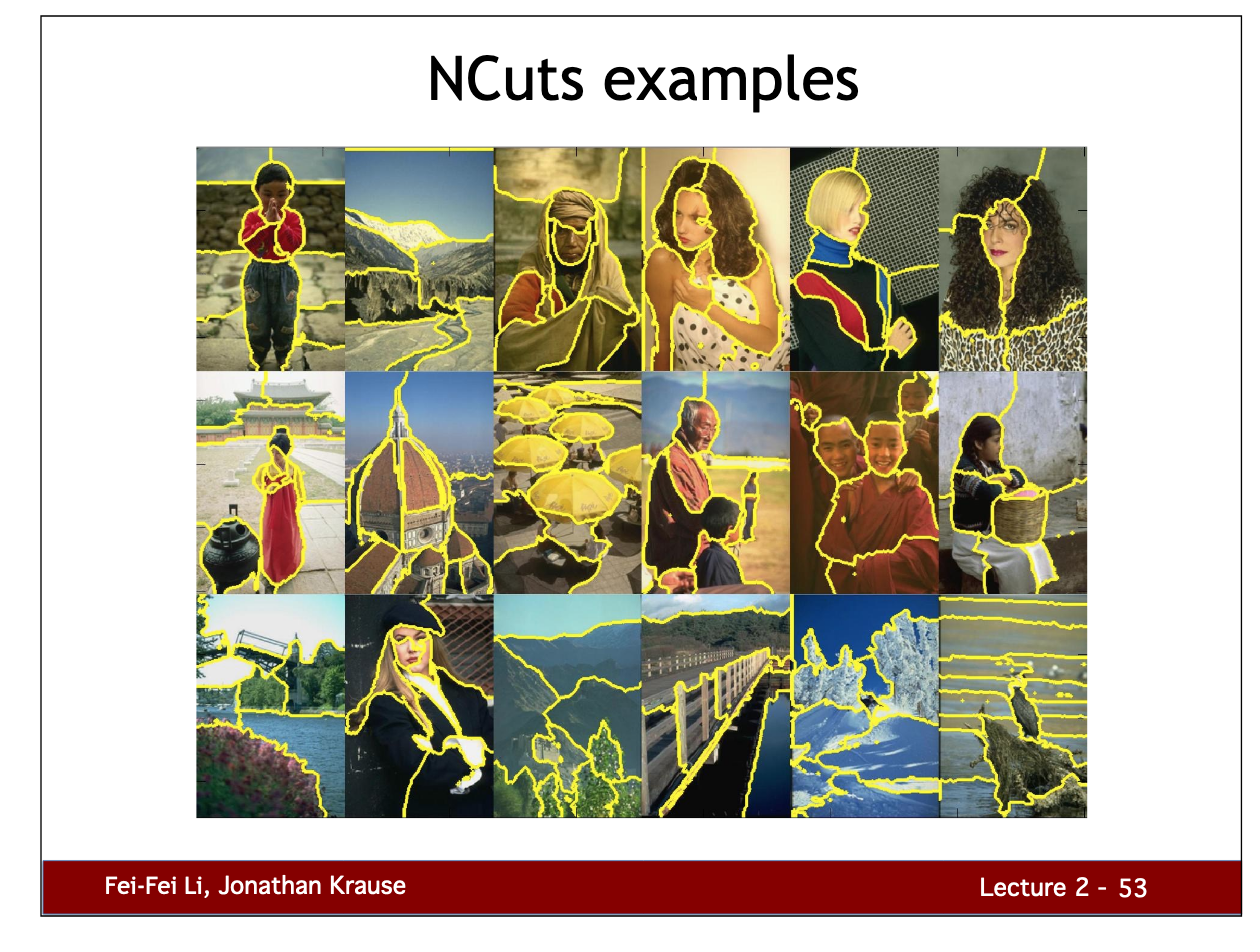 NCuts examples
Fei-Fei Li, Jonathan Krause
Lecture 2 - 53